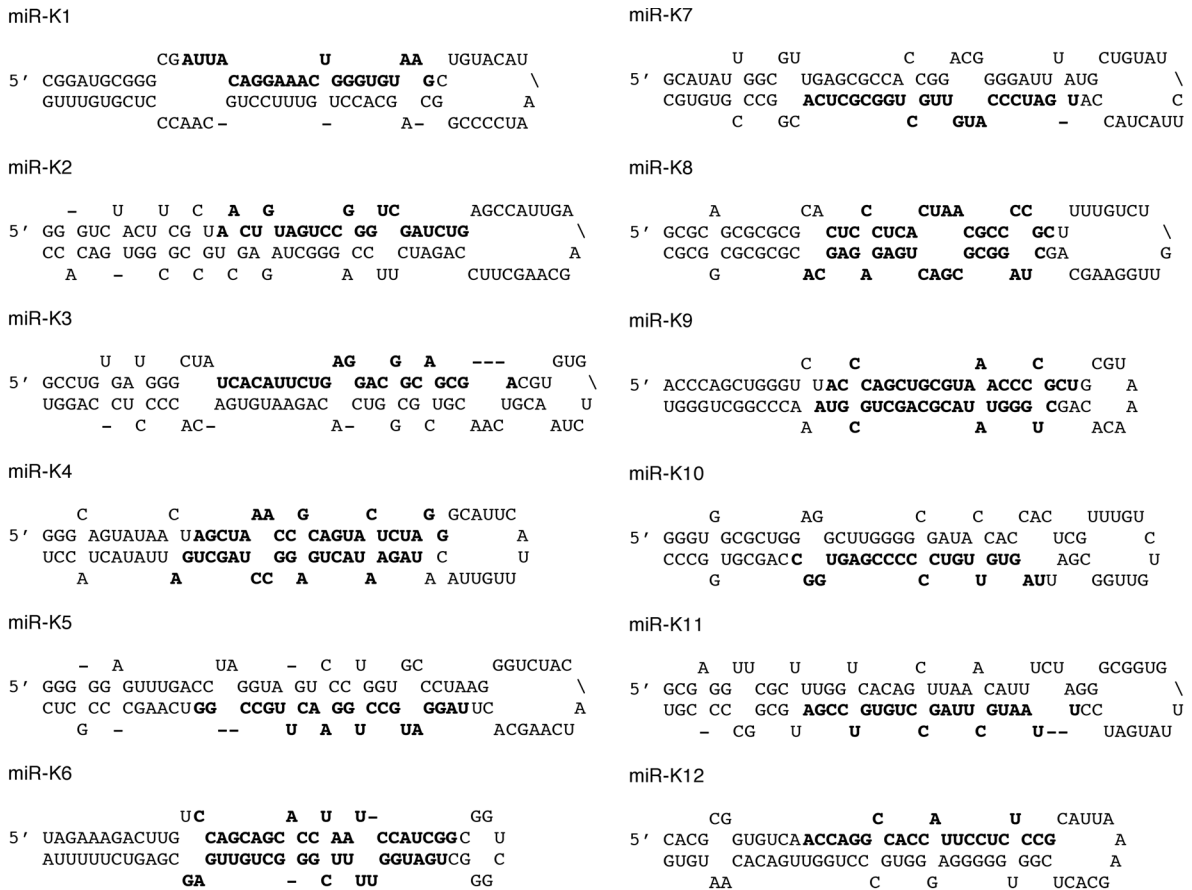 miR-K1
CGAUUA U AA UGUACAU
5′ CGGAUGCGGG CAGGAAAC GGGUGU GC \
GUUUGUGCUC GUCCUUUG UCCACG CG A
CCAAC– – A– GCCCCUA
miR-K2
– U U C A G G UC AGCCAUUGA
5′ GG GUC ACU CG UA CU UAGUCC GG GAUCUG \
CC CAG UGG GC GU GA AUCGGG CC CUAGAC A
A – C C C G A UU CUUCGAACG
miR-K3
U U CUA AG G A ––– GUG
5′ GCCUG GA GGG UCACAUUCUG GAC GC GCG ACGU \
UGGAC CU CCC AGUGUAAGAC CUG CG UGC UGCA U
– C AC– A– G C AAC AUC
miR-K4
C C AA G C G GCAUUC
5′ GGG AGUAUAA UAGCUA CC CAGUA UCUA G A
UCC UCAUAUU GUCGAU GG GUCAU AGAU C U
A A CC A A A AUUGUU
miR-K5
– A UA – C U GC GGUCUAC
5′ GGG GG GUUUGACC GGUA GU CC GGU CCUAAG \
CUC CC CGAACUGG CCGU CA GG CCG GGAUUC A
G – –– U A U UA ACGAACU
miR-K6
UC A U U– GG
5′ UAGAAAGACUUG CAGCAGC CC AA CCAUCGGC U
AUUUUUCUGAGC GUUGUCG GG UU GGUAGUCG C
GA – C UU GG
miR-K7
U GU C ACG U CUGUAU
5′ GCAUAU GGC UGAGCGCCA CGG GGGAUU AUG \
CGUGUG CCG ACUCGCGGU GUU CCCUAG UAC C
C GC C GUA – CAUCAUU
miR-K8
A CA C CUAA CC UUUGUCU
5′ GCGC GCGCGCG CUC CUCA CGCC GCU \
CGCG CGCGCGC GAG GAGU GCGG CGA G
G AC A CAGC AU CGAAGGUU
miR-K9
C C A C CGU
5′ ACCCAGCUGGGU UAC CAGCUGCGUA ACCC GCUG A
UGGGUCGGCCCA AUG GUCGACGCAU UGGG CGAC A
A C A U ACA
miR-K10
G AG C C CAC UUUGU
5′ GGGU GCGCUGG GCUUGGGG GAUA CAC UCG C
CCCG UGCGACC UGAGCCCC CUGU GUG AGC U
G GG C U AUU GGUUG
miR-K11
A UU U U C A UCU GCGGUG
5′ GCG GG CGC UUGG CACAG UUAA CAUU AGG \
UGC CC GCG AGCC GUGUC GAUU GUAA UCC U
– CG U U C C U–– UAGUAU
miR-K12
CG C A U CAUUA
5′ CACG GUGUCAACCAGG CACC UUCCUC CCG A
GUGU CACAGUUGGUCC GUGG AGGGGG GGC A
AA C G U UCACG